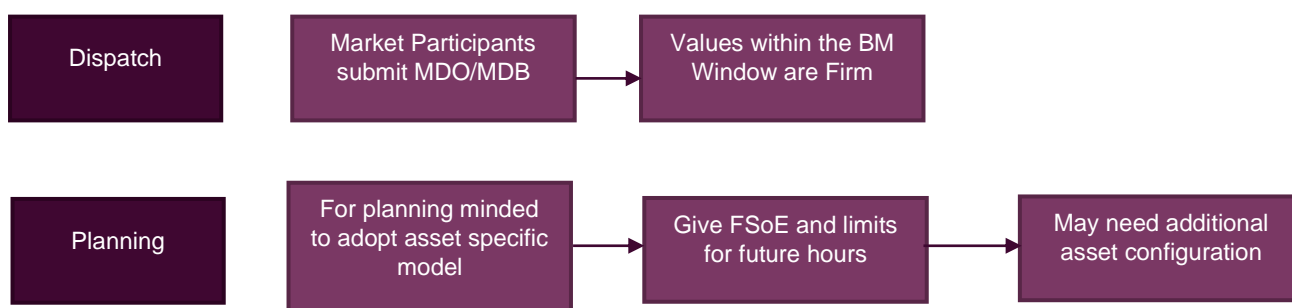 Dispatch
Market Participants
submit MDO/MDB
Values within the BM
Window are Firm
Planning
For planning minded
to adopt asset specific
model
Give FSoE and limits
for future hours
May need additional
asset configuration